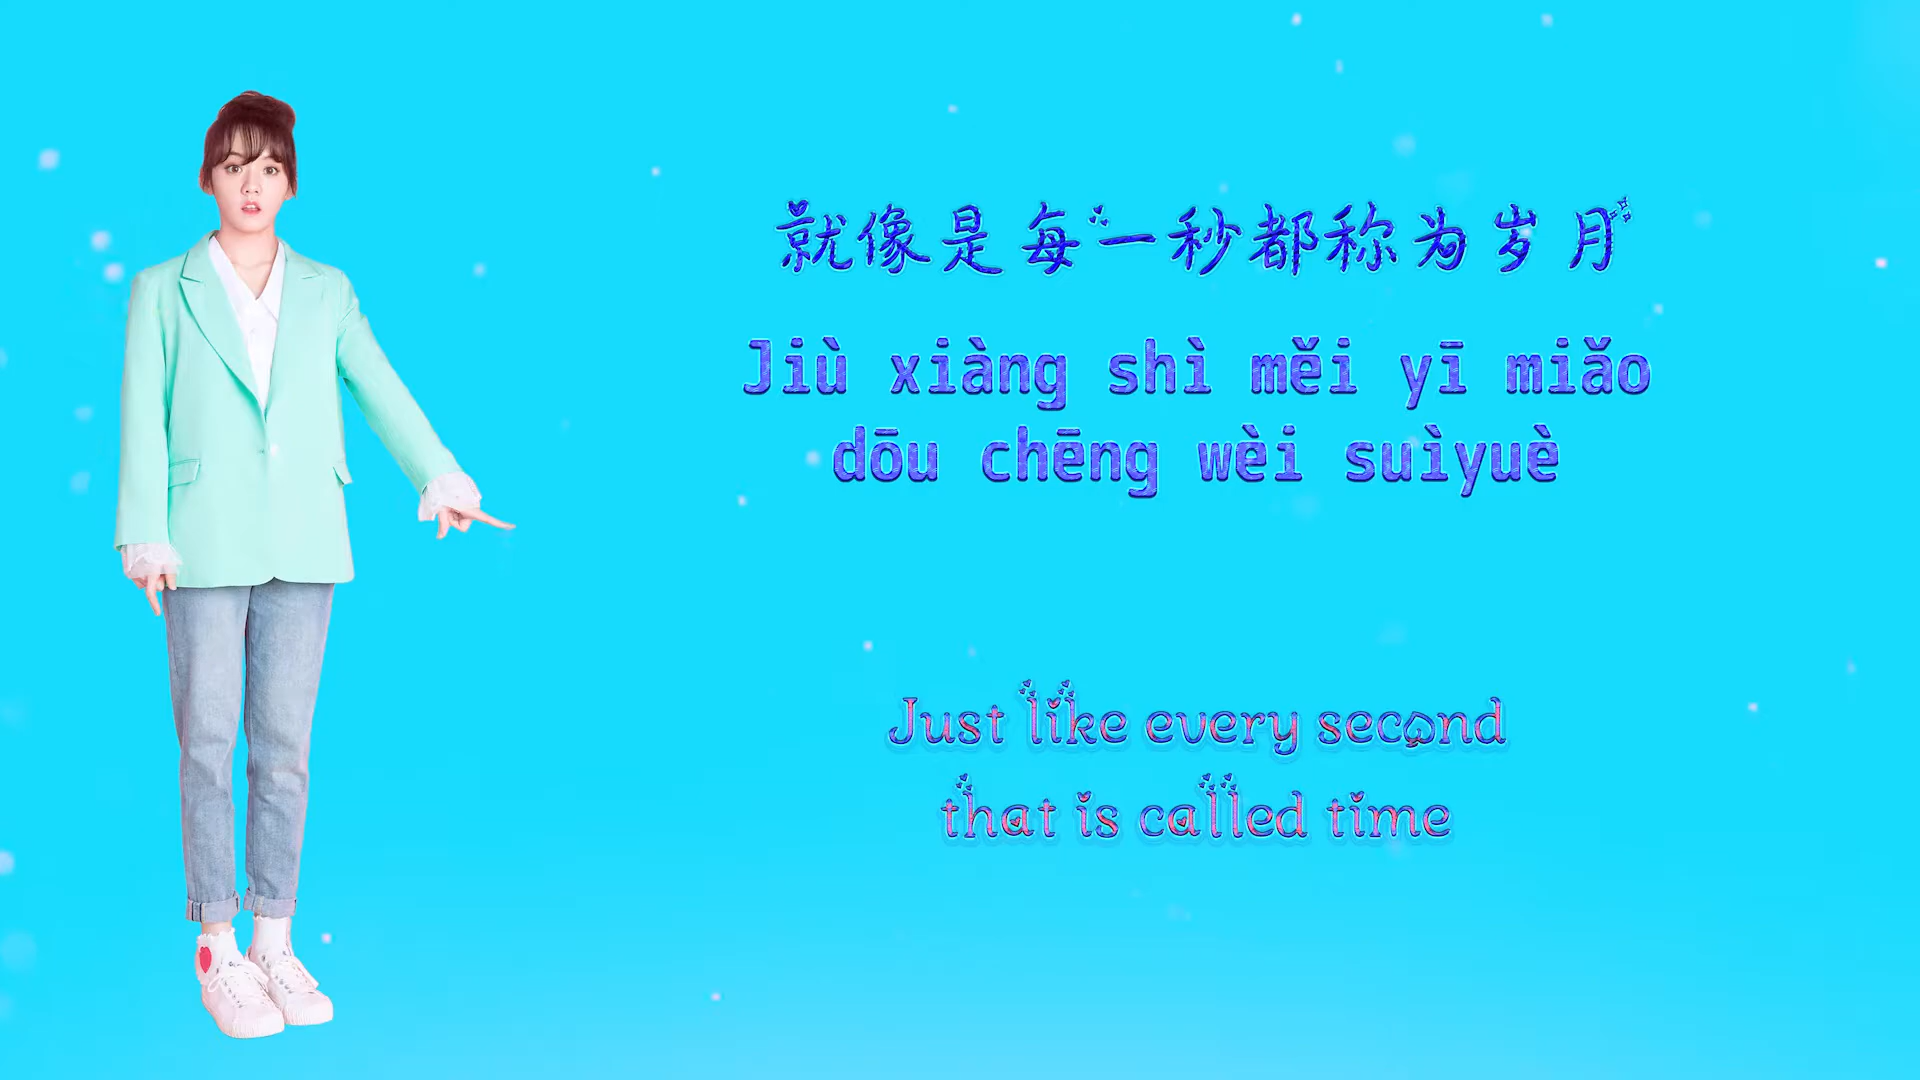 就像是每一秒都称为岁月
Jiù xiàng shì měi yī miǎo
dōu chēng wèi suìyuè
Just like every second
that is called time